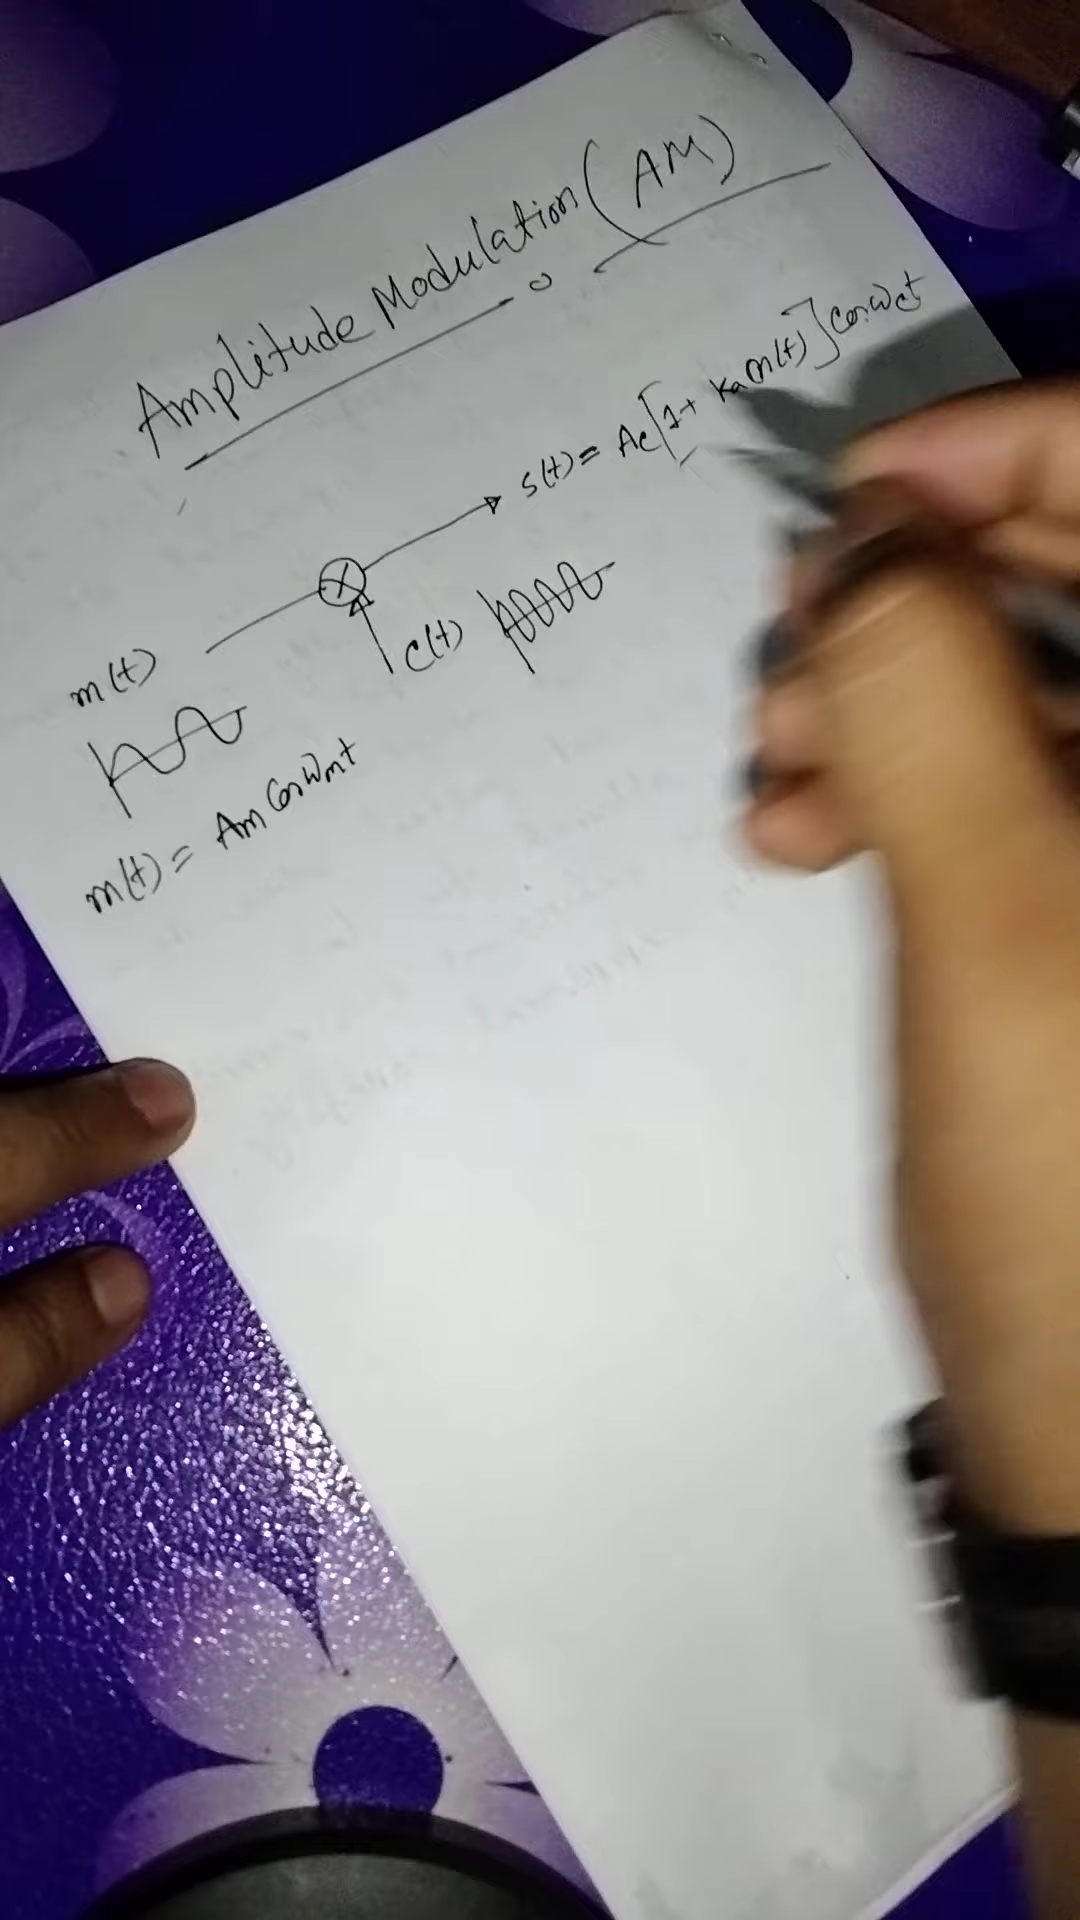 Amplitude Modulation (AM)
s(t) = Ac[1 + Kam(t)] Cosωct
m(t)
c(t)
m(t) = Am Cosωmt